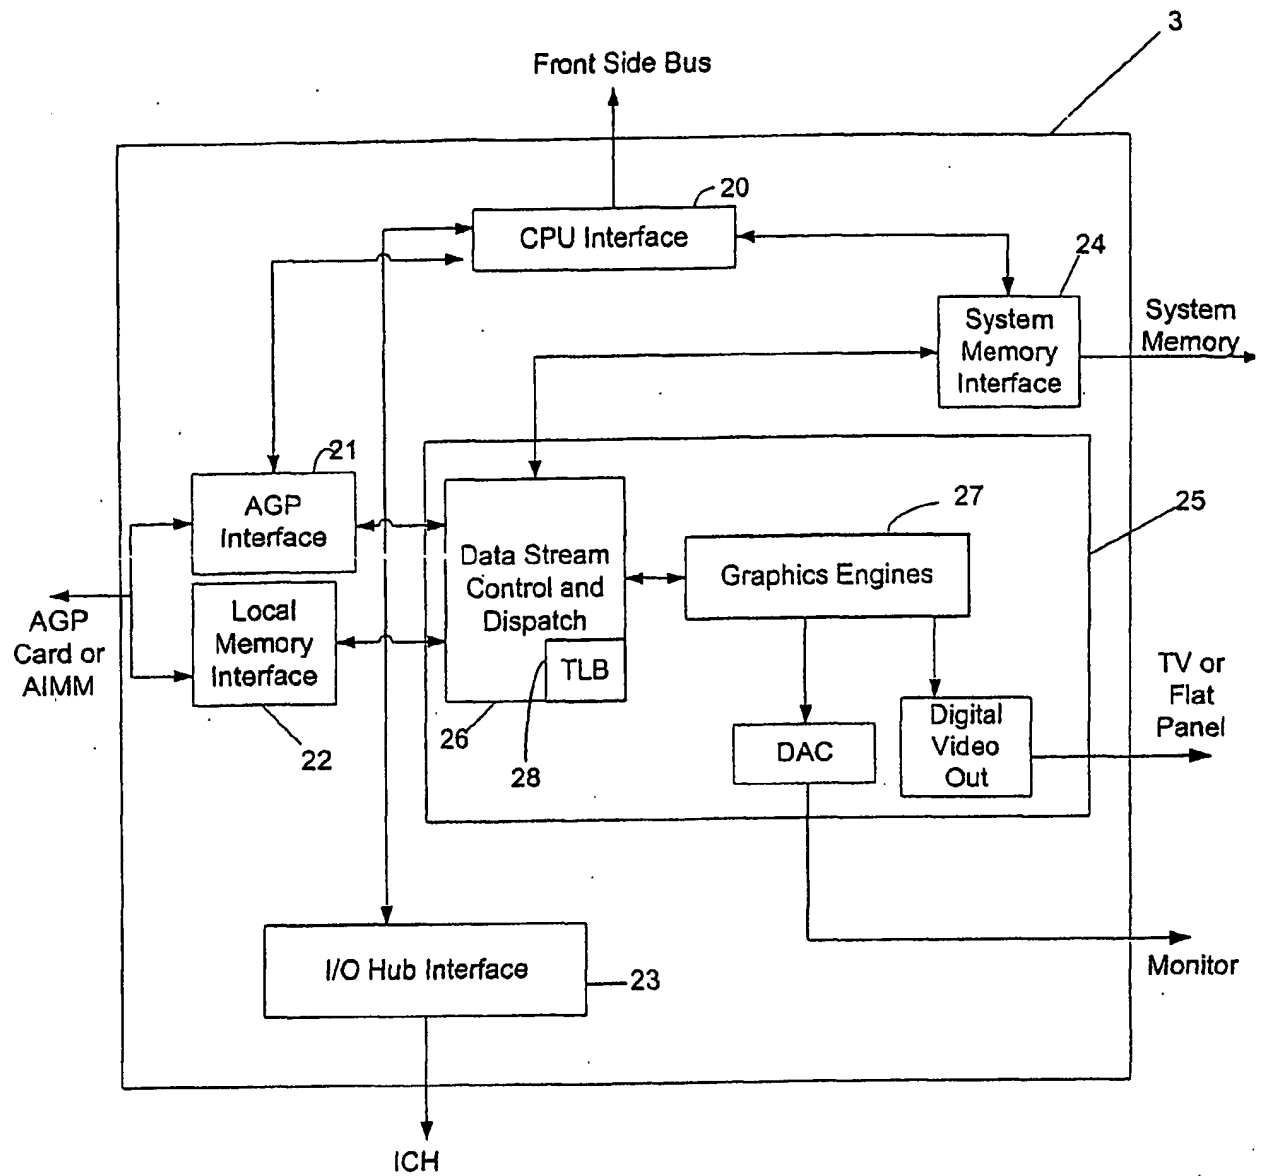 3
Front Side Bus
20
CPU Interface
24
System
Memory
Interface
System
Memory
21
AGP
Interface
27
25
Data Stream
Control and
Dispatch
Graphics Engines
Local
Memory
Interface
AGP
Card or
AIMM
TLB
TV or
Flat
Panel
26
22
28
DAC
Digital
Video
Out
I/O Hub Interface
23
Monitor
ICH